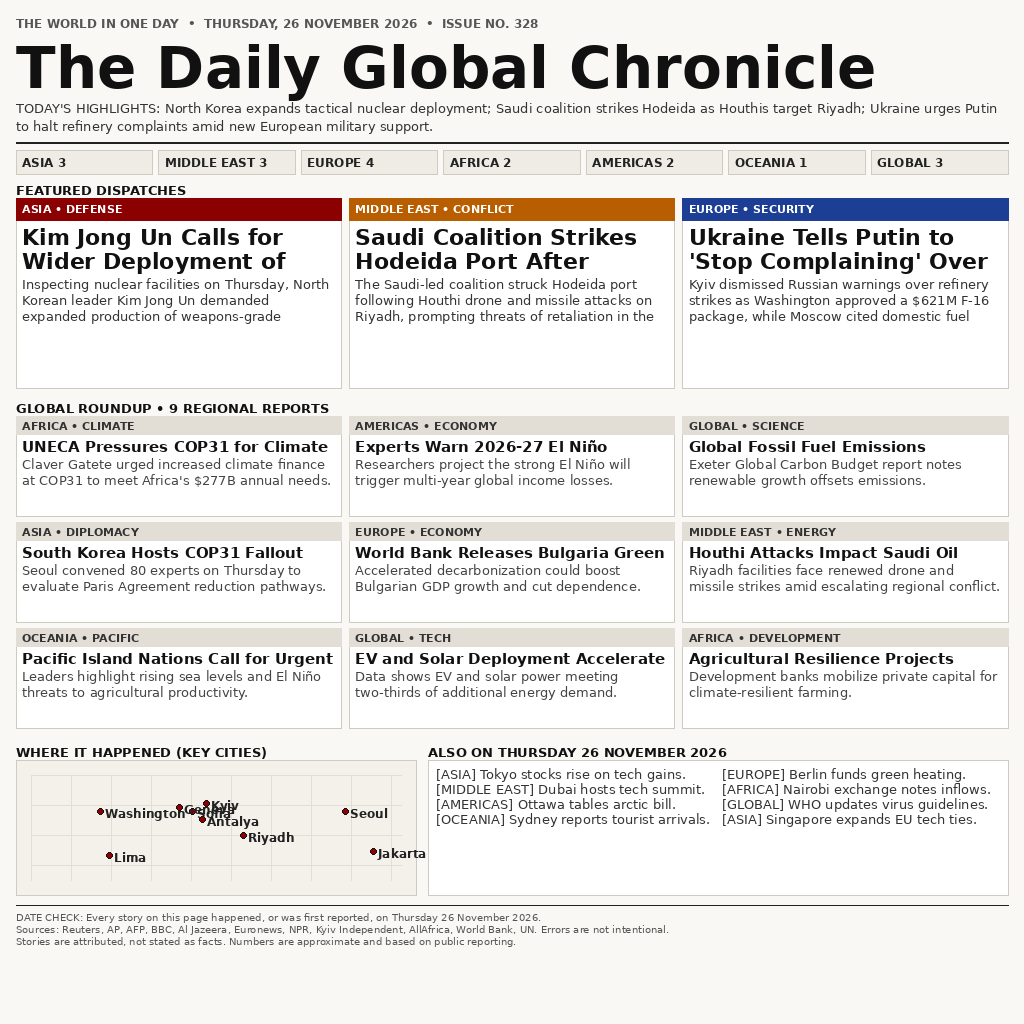 THE WORLD IN ONE DAY • THURSDAY, 26 NOVEMBER 2026 • ISSUE NO. 328
The Daily Global Chronicle
TODAY'S HIGHLIGHTS: North Korea expands tactical nuclear deployment; Saudi coalition strikes Hodeida as Houthis target Riyadh; Ukraine urges Putin
to halt refinery complaints amid new European military support.
ASIA 3
MIDDLE EAST 3
EUROPE 4
AFRICA 2
AMERICAS 2
OCEANIA 1
GLOBAL 3
FEATURED DISPATCHES
ASIA • DEFENSE
Kim Jong Un Calls for
Wider Deployment of
Inspecting nuclear facilities on Thursday, North
Korean leader Kim Jong Un demanded
expanded production of weapons-grade
MIDDLE EAST • CONFLICT
Saudi Coalition Strikes
Hodeida Port After
The Saudi-led coalition struck Hodeida port
following Houthi drone and missile attacks on
Riyadh, prompting threats of retaliation in the
EUROPE • SECURITY
Ukraine Tells Putin to
'Stop Complaining' Over
Kyiv dismissed Russian warnings over refinery
strikes as Washington approved a $621M F-16
package, while Moscow cited domestic fuel
GLOBAL ROUNDUP • 9 REGIONAL REPORTS
AFRICA • CLIMATE
UNECA Pressures COP31 for Climate
Claver Gatete urged increased climate finance
at COP31 to meet Africa's $277B annual needs.
AMERICAS • ECONOMY
Experts Warn 2026-27 El Niño
Researchers project the strong El Niño will
trigger multi-year global income losses.
GLOBAL • SCIENCE
Global Fossil Fuel Emissions
Exeter Global Carbon Budget report notes
renewable growth offsets emissions.
ASIA • DIPLOMACY
South Korea Hosts COP31 Fallout
Seoul convened 80 experts on Thursday to
evaluate Paris Agreement reduction pathways.
EUROPE • ECONOMY
World Bank Releases Bulgaria Green
Accelerated decarbonization could boost
Bulgarian GDP growth and cut dependence.
MIDDLE EAST • ENERGY
Houthi Attacks Impact Saudi Oil
Riyadh facilities face renewed drone and
missile strikes amid escalating regional conflict.
OCEANIA • PACIFIC
Pacific Island Nations Call for Urgent
Leaders highlight rising sea levels and El Niño
threats to agricultural productivity.
GLOBAL • TECH
EV and Solar Deployment Accelerate
Data shows EV and solar power meeting
two-thirds of additional energy demand.
AFRICA • DEVELOPMENT
Agricultural Resilience Projects
Development banks mobilize private capital for
climate-resilient farming.
WHERE IT HAPPENED (KEY CITIES)
Kyiv
Geneva
Washington
Sofia
Seoul
Antalya
Riyadh
Lima
Jakarta
ALSO ON THURSDAY 26 NOVEMBER 2026
[ASIA] Tokyo stocks rise on tech gains.
[MIDDLE EAST] Dubai hosts tech summit.
[AMERICAS] Ottawa tables arctic bill.
[OCEANIA] Sydney reports tourist arrivals.
[EUROPE] Berlin funds green heating.
[AFRICA] Nairobi exchange notes inflows.
[GLOBAL] WHO updates virus guidelines.
[ASIA] Singapore expands EU tech ties.
DATE CHECK: Every story on this page happened, or was first reported, on Thursday 26 November 2026.
Sources: Reuters, AP, AFP, BBC, Al Jazeera, Euronews, NPR, Kyiv Independent, AllAfrica, World Bank, UN. Errors are not intentional.
Stories are attributed, not stated as facts. Numbers are approximate and based on public reporting.